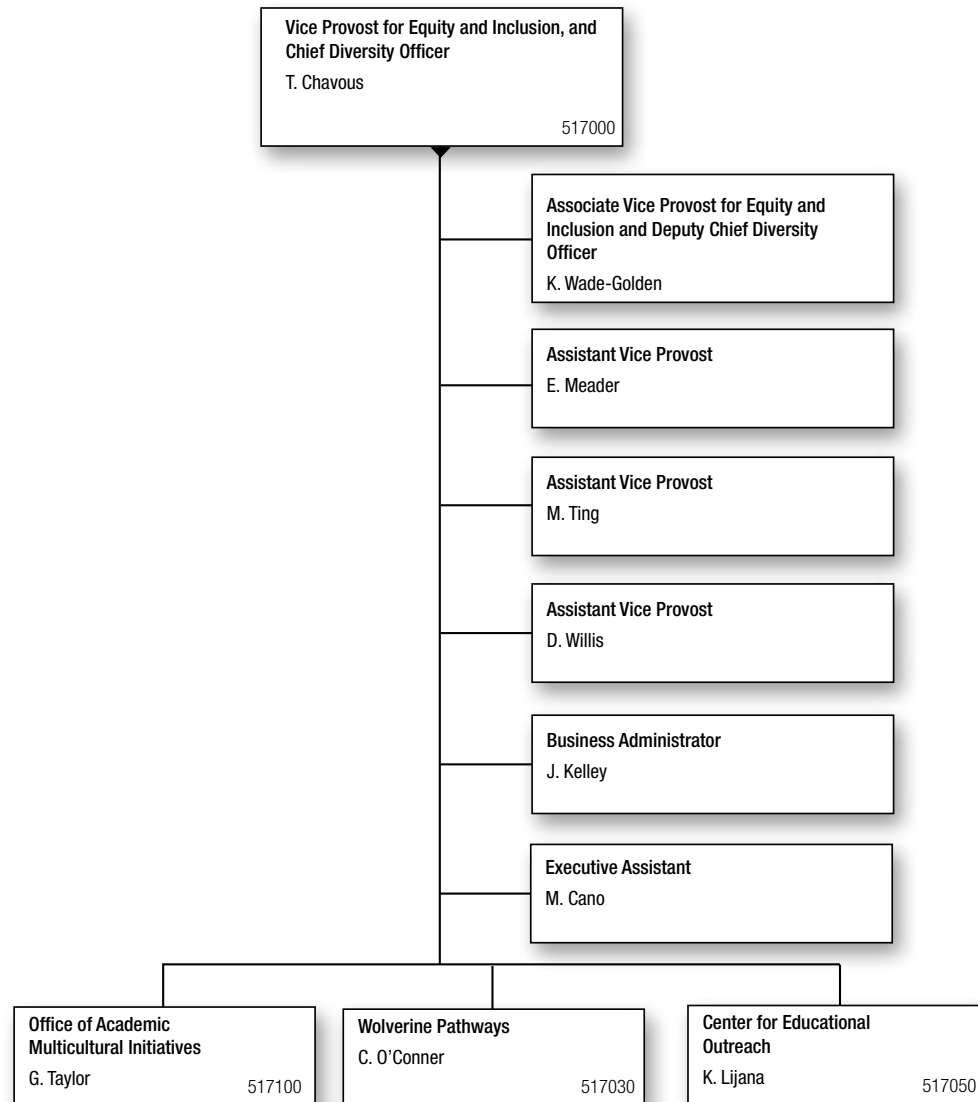 Vice Provost for Equity and Inclusion, and
Chief Diversity Officer
T. Chavous
517000
Associate Vice Provost for Equity and
Inclusion and Deputy Chief Diversity
Officer
K. Wade-Golden
Assistant Vice Provost
E. Meader
Assistant Vice Provost
M. Ting
Assistant Vice Provost
D. Willis
Business Administrator
J. Kelley
Executive Assistant
M. Cano
Office of Academic
Multicultural Initiatives
G. Taylor
517100
Wolverine Pathways
C. O’Conner
517030
Center for Educational
Outreach
K. Lijana
517050